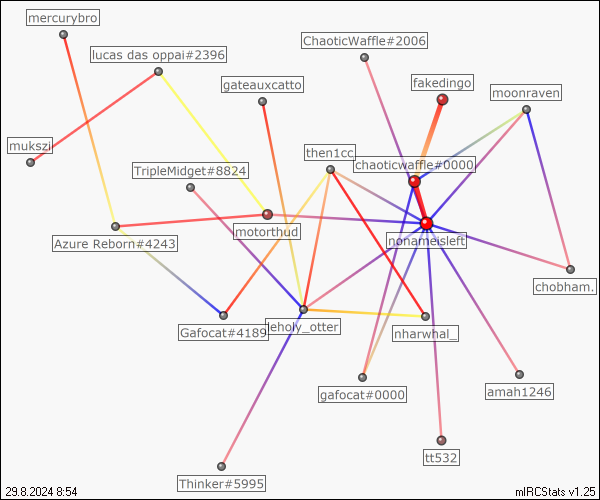 mercurybro
ChaoticWaffle#2006
lucas das oppai#2396
gateauxcatto
fakedingo
moonraven
mukszi
then1cc
chaoticwaffle#0000
TripleMidget#8824
motorthud
nonameisleft
Azure Reborn#4243
chobham.
Gafocat#4189
leholy_otter
nharwhal_
gafocat#0000
amah1246
tt532
Thinker#5995
29.8.2024 8:54
mIRCStats v1.25